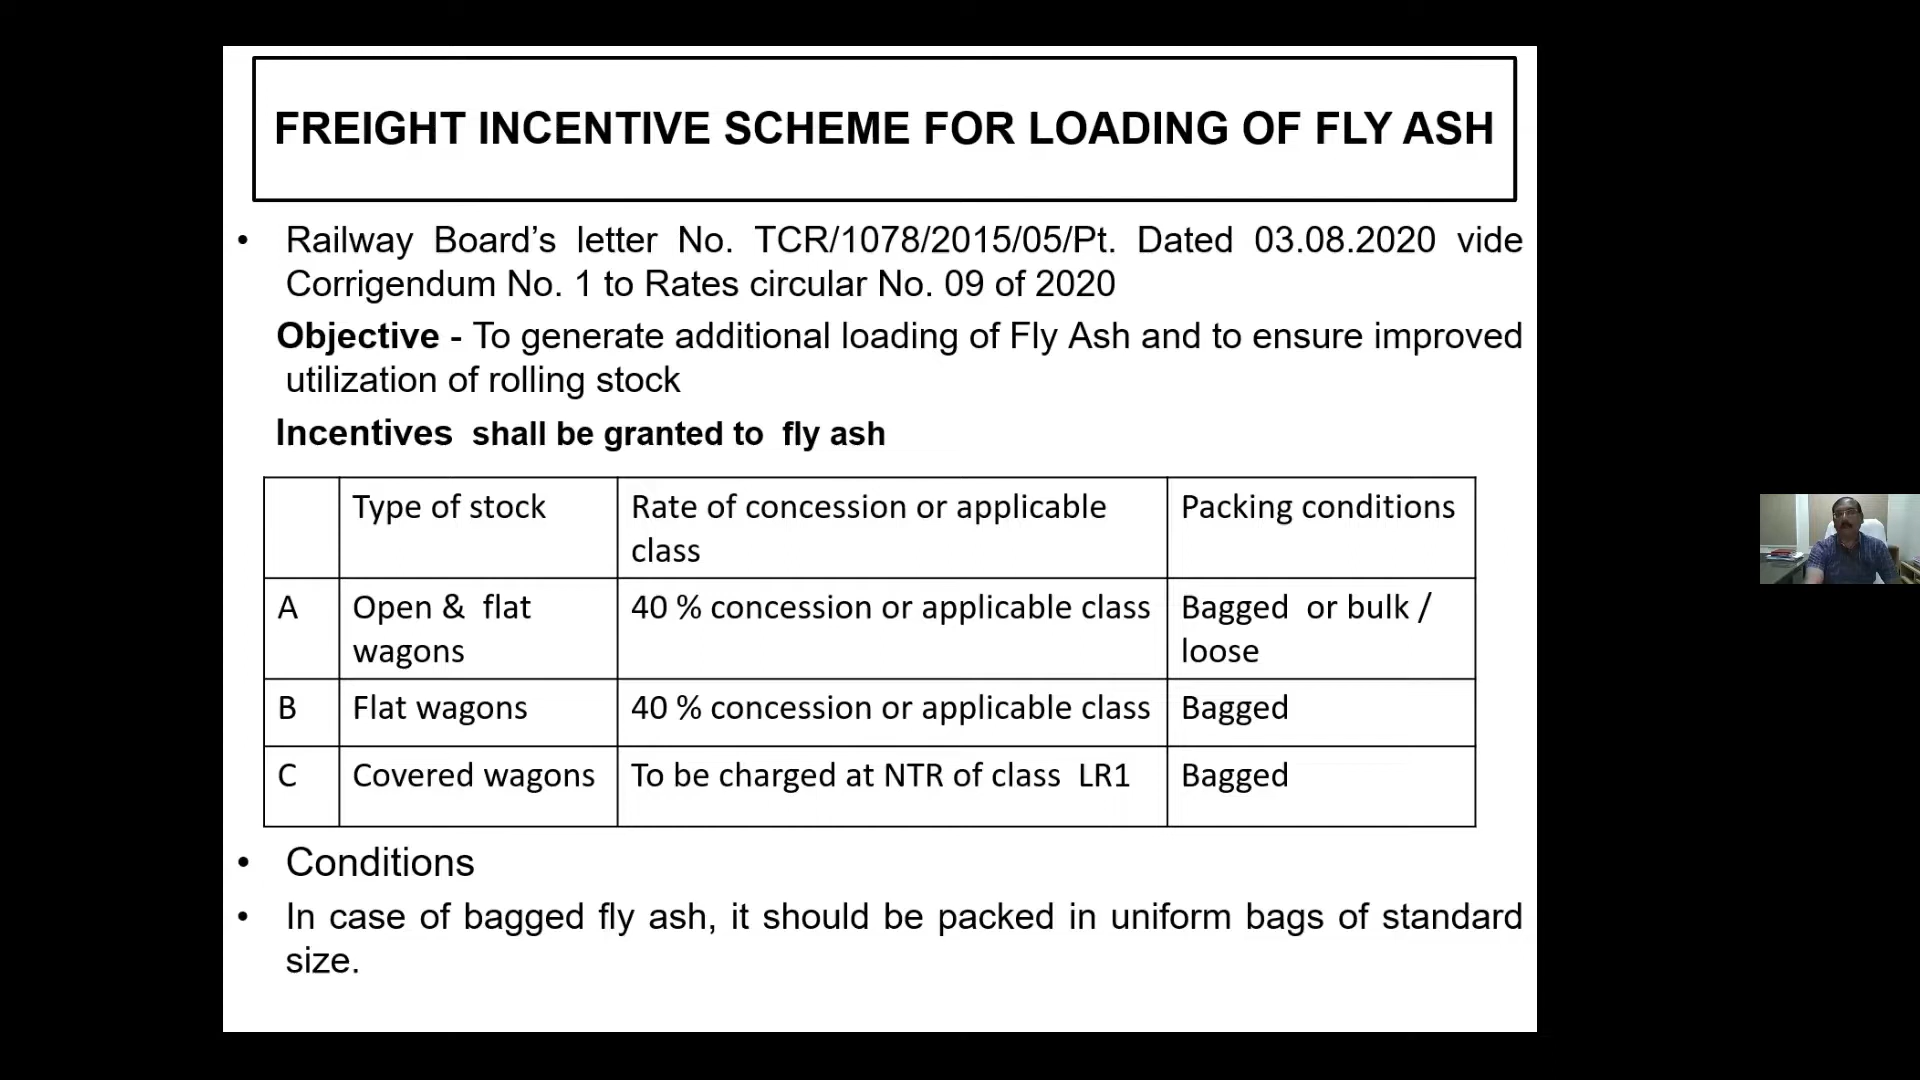 FREIGHT INCENTIVE SCHEME FOR LOADING OF FLY ASH
• Railway Board’s letter No. TCR/1078/2015/05/Pt. Dated 03.08.2020 vide
Corrigendum No. 1 to Rates circular No. 09 of 2020
Objective - To generate additional loading of Fly Ash and to ensure improved
utilization of rolling stock
Incentives shall be granted to fly ash
Type of stock
Rate of concession or applicable
class
Packing conditions
A
Open & flat
wagons
40 % concession or applicable class
Bagged or bulk /
loose
B
Flat wagons
40 % concession or applicable class
Bagged
C
Covered wagons
To be charged at NTR of class LR1
Bagged
• Conditions
• In case of bagged fly ash, it should be packed in uniform bags of standard
size.